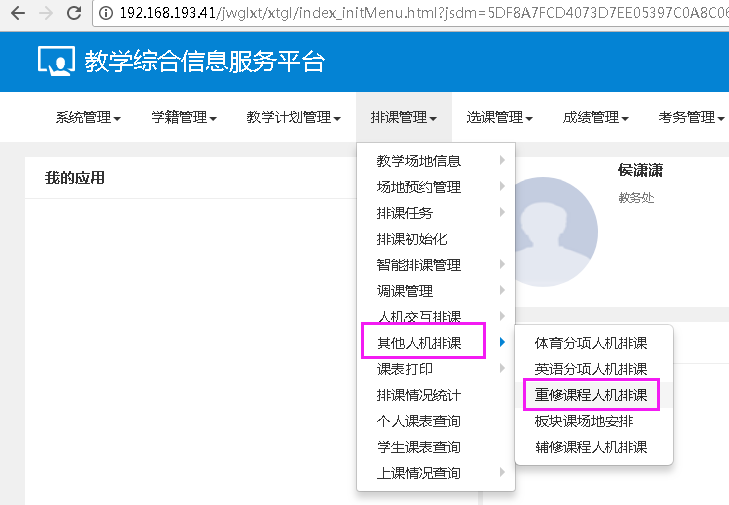 192.168.193.41/jwglxt/xtgl/index_initMenu.html?jsdm=5DF8A7FCD4073D7EE05397C0A8C06
教学综合信息服务平台
系统管理 学籍管理 教学计划管理 排课管理 选课管理 成绩管理 考务管理
我的应用
侯潇潇
教务处
教学场地信息
场地预约管理
排课任务
排课初始化
智能排课管理
调课管理
人机交互排课
其他人机排课
课表打印
排课情况统计
个人课表查询
学生课表查询
上课情况查询
体育分项人机排课
英语分项人机排课
重修课程人机排课
板块课场地安排
辅修课程人机排课